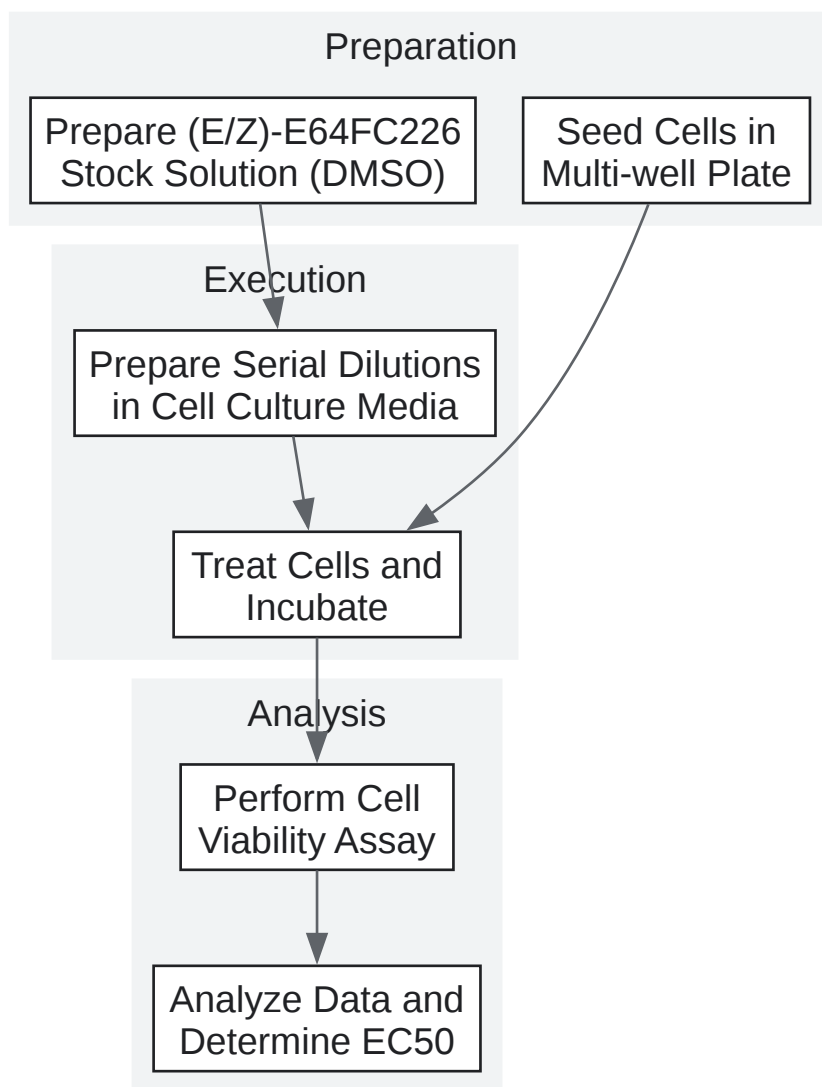 Preparation
Prepare (E/Z)-E64FC226
Stock Solution (DMSO)
Seed Cells in
Multi-well Plate
Execution
Prepare Serial Dilutions
in Cell Culture Media
Treat Cells and
Incubate
Analysis
Perform Cell
Viability Assay
Analyze Data and
Determine EC50